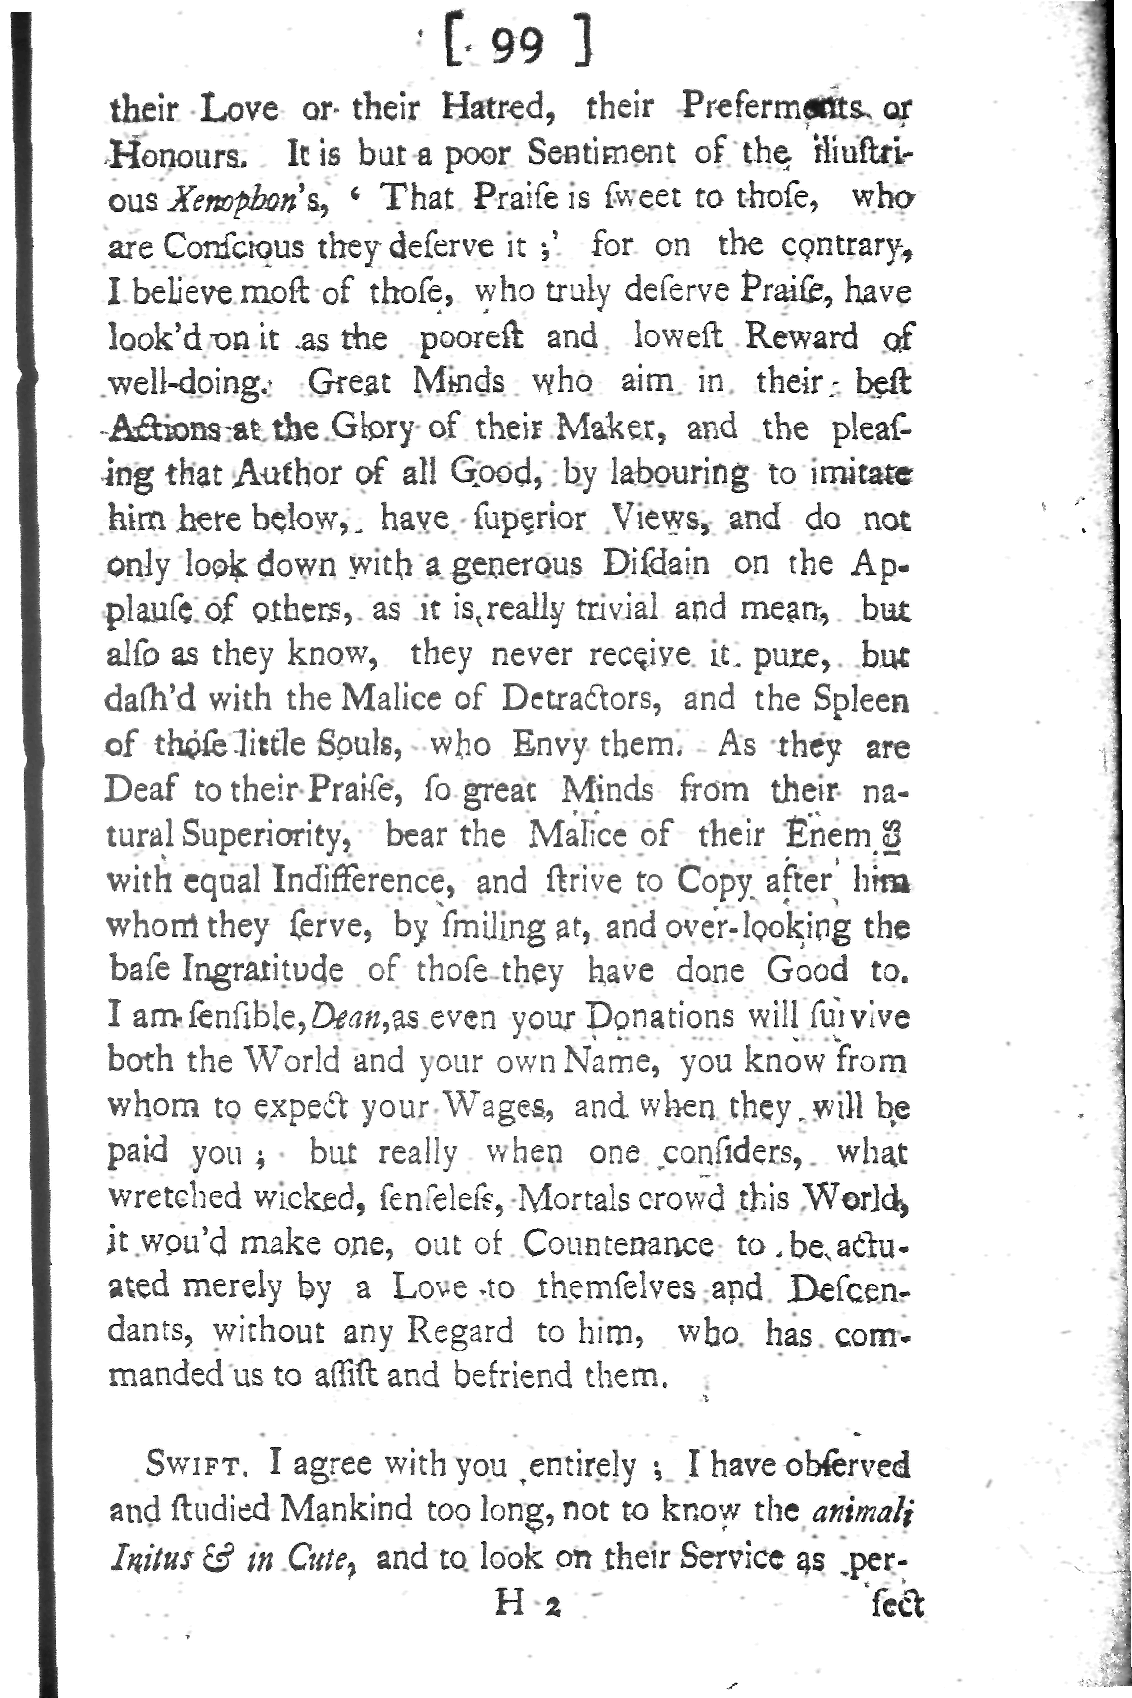 [ 99 ]
their Love or their Hatred, their Preferments or
Honours. It is but a poor Sentiment of the illuſtri-
ous Xenophon's, ‘ That Praiſe is ſweet to thoſe, who
are Conſcious they deſerve it ;’ for on the contrary,
I believe moſt of thoſe, who truly deſerve Praiſe, have
look'd on it as the pooreſt and loweſt Reward of
well-doing. Great Minds who aim in their beſt
Actions at the Glory of their Maker, and the pleaſ-
ing that Author of all Good, by labouring to imitate
him here below, have ſuperior Views, and do not
only look down with a generous Diſdain on the Ap-
plauſe of others, as it is really trivial and mean, but
alſo as they know, they never receive it pure, but
daſh'd with the Malice of Detractors, and the Spleen
of thoſe little Souls, who Envy them. As they are
Deaf to their Praiſe, ſo great Minds from their na-
tural Superiority, bear the Malice of their
with equal Indifference, and ſtrive to Copy after him
whom they ſerve, by ſmiling at, and over-looking the
baſe Ingratitude of thoſe they have done Good to.
I am ſenſible, Dean, as even your Donations will ſurvive
both the World and your own Name, you know from
whom to expect your Wages, and when they will be
paid you ; but really when one conſiders, what
wretched wicked, ſenſeleſs, Mortals crowd this World,
it wou'd make one, out of Countenance to be actu-
ated merely by a Love to themſelves and Deſcen-
dants, without any Regard to him, who has com-
manded us to aſſiſt and befriend them.
SWIFT. I agree with you entirely ; I have obſerved
and ſtudied Mankind too long, not to know the animali
Initus & in Cute, and to look on their Service as per-
H 2 fect